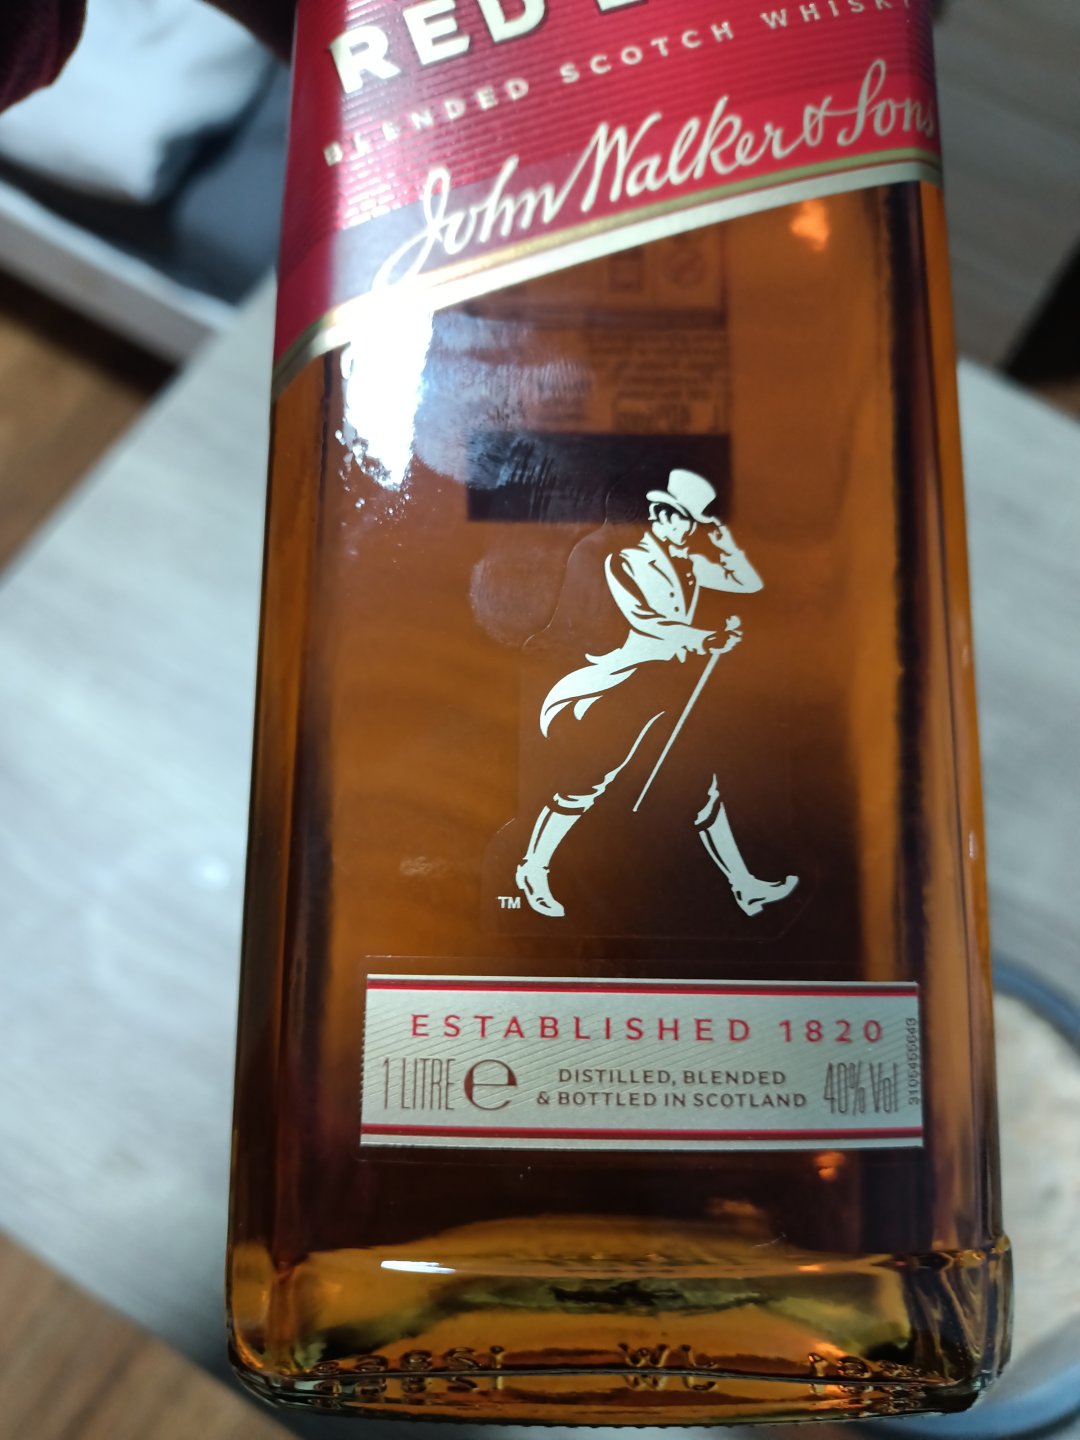 RED
BLENDED SCOTCH WHISKY
John Walker & Sons
TM
ESTABLISHED 1820
1 LITRE e
DISTILLED, BLENDED
& BOTTLED IN SCOTLAND
40% Vol